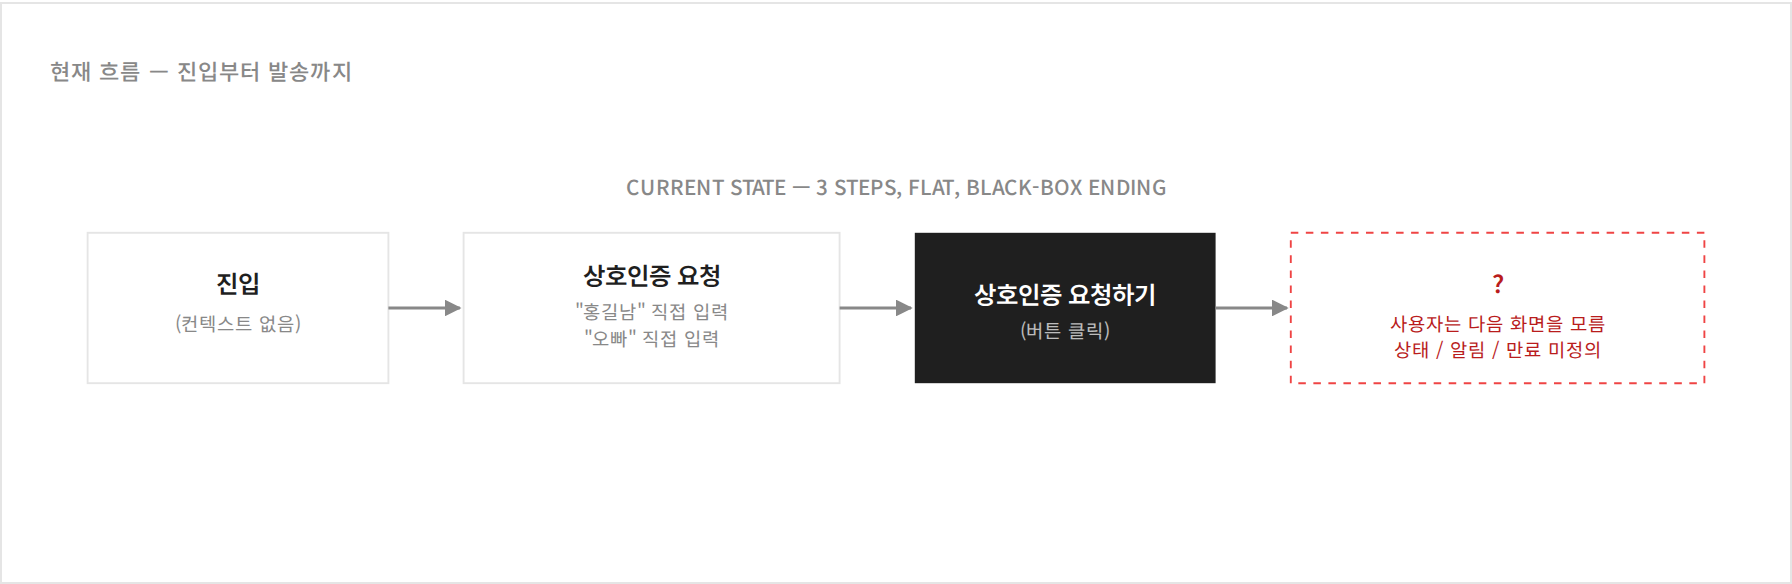 현재 흐름 — 진입부터 발송까지
CURRENT STATE — 3 STEPS, FLAT, BLACK-BOX ENDING
진입
(컨텍스트 없음)
상호인증 요청
"홍길남" 직접 입력
"오빠" 직접 입력
상호인증 요청하기
(버튼 클릭)
?
사용자는 다음 화면을 모름
상태 / 알림 / 만료 미정의